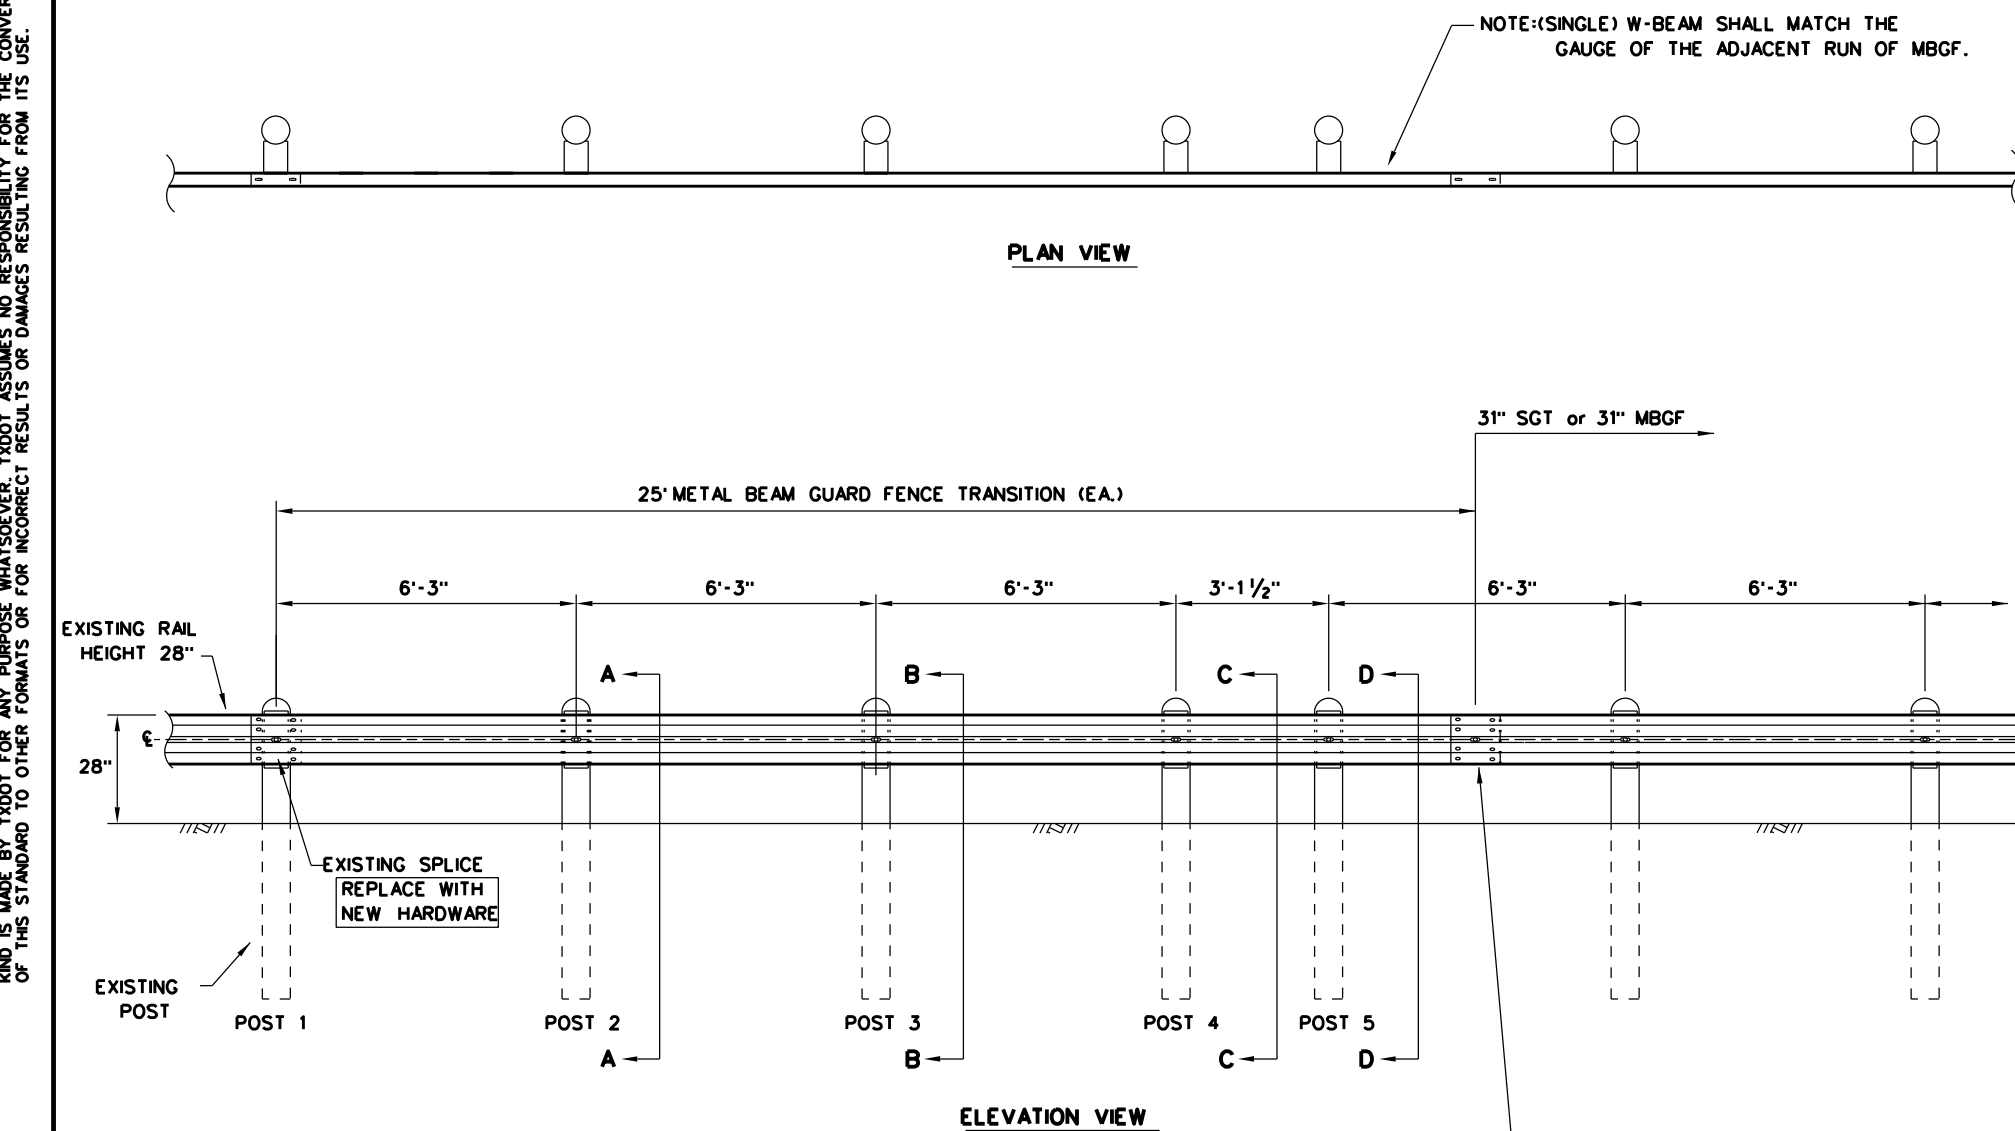 KIND IS MADE BY TXDOT FOR ANY PURPOSE WHATSOEVER. TXDOT ASSUMES NO RESPONSIBILITY FOR THE
OF THIS STANDARD TO OTHER FORMATS OR FOR INCORRECT RESULTS OR DAMAGES RESULTING FROM ITS USE.
NOTE:(SINGLE) W-BEAM SHALL MATCH THE
GAUGE OF THE ADJACENT RUN OF MBGF.
PLAN VIEW
31" SGT or 31" MBGF
25' METAL BEAM GUARD FENCE TRANSITION (EA.)
6'-3" 6'-3" 6'-3" 3'-1 1/2" 6'-3" 6'-3"
EXISTING RAIL
HEIGHT 28"
A B C D
℄
28"
EXISTING SPLICE
REPLACE WITH
NEW HARDWARE
EXISTING
POST
POST 1 POST 2 POST 3 POST 4 POST 5
A B C D
ELEVATION VIEW